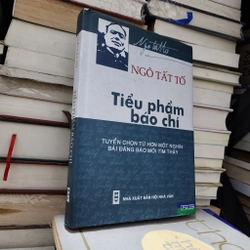 NGÔ TẤT TỐ
Tiểu phẩm
báo chí
TUYỂN CHỌN TỪ HƠN MỘT NGHÌN
BÀI ĐĂNG BÁO MỚI TÌM THẤY
NHÀ XUẤT BẢN HỘI NHÀ VĂN